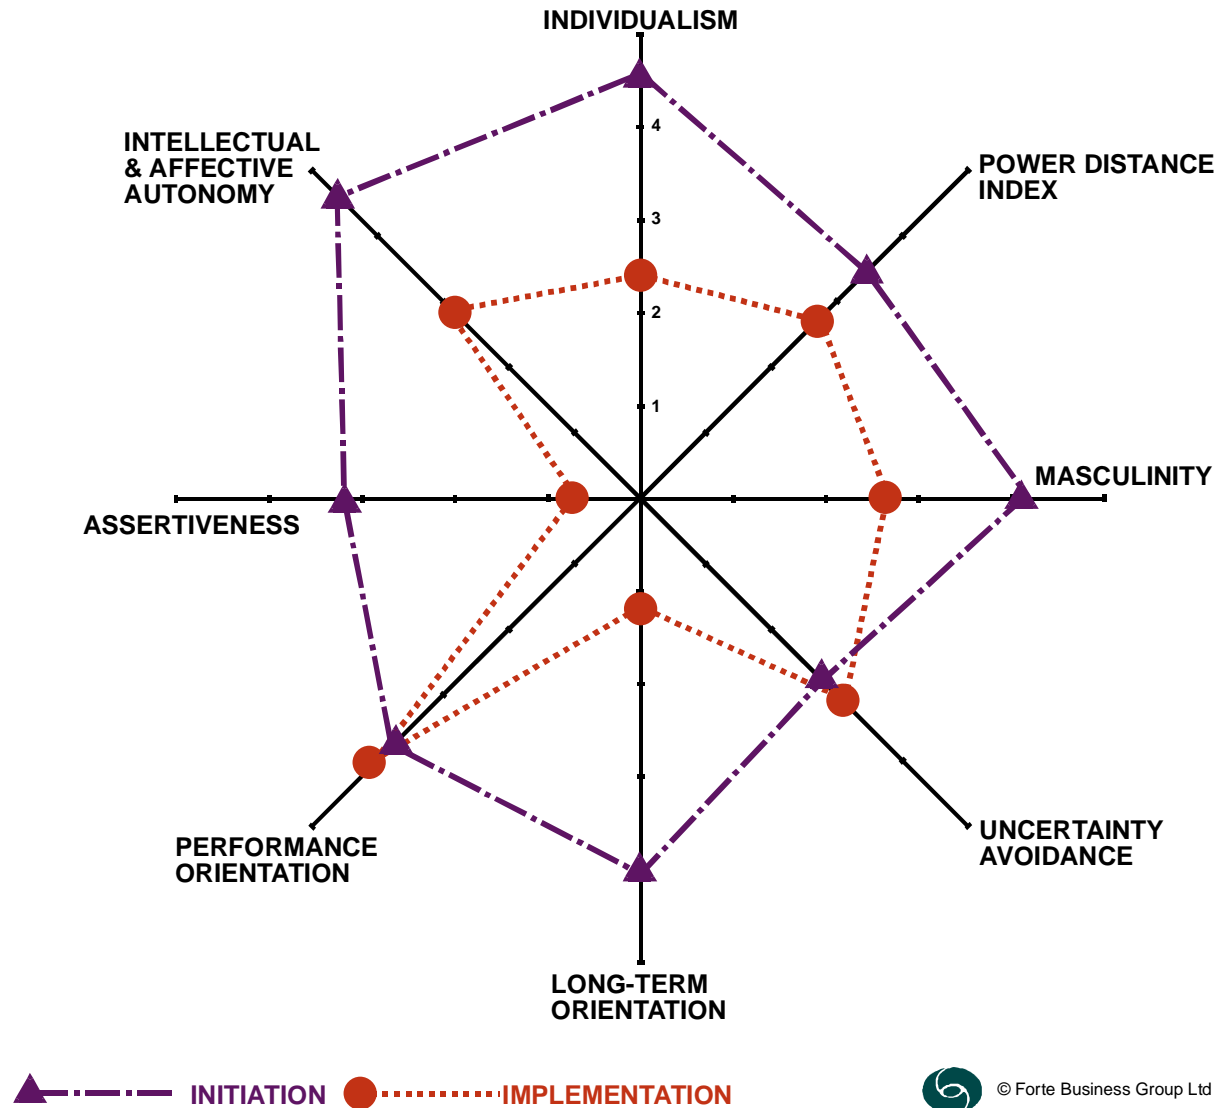 INDIVIDUALISM
INTELLECTUAL
& AFFECTIVE
AUTONOMY
POWER DISTANCE
INDEX
4
3
2
1
MASCULINITY
ASSERTIVENESS
PERFORMANCE
ORIENTATION
UNCERTAINTY
AVOIDANCE
LONG-TERM
ORIENTATION
INITIATION
IMPLEMENTATION
© Forte Business Group Ltd